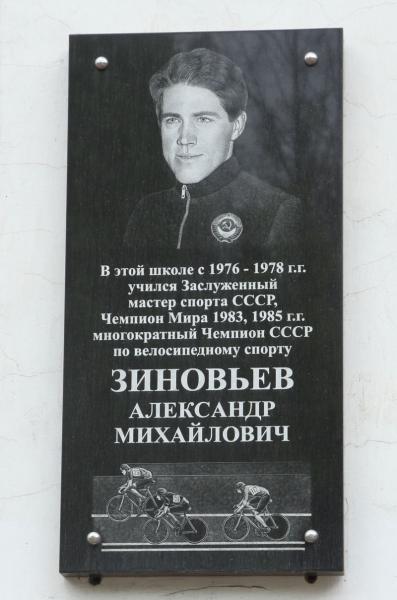 В этой школе с 1976 - 1978 г.г.
учился Заслуженный
мастер спорта СССР,
Чемпион Мира 1983, 1985 г.г.
многократный Чемпион СССР
по велосипедному спорту
ЗИНОВЬЕВ
АЛЕКСАНДР
МИХАЙЛОВИЧ